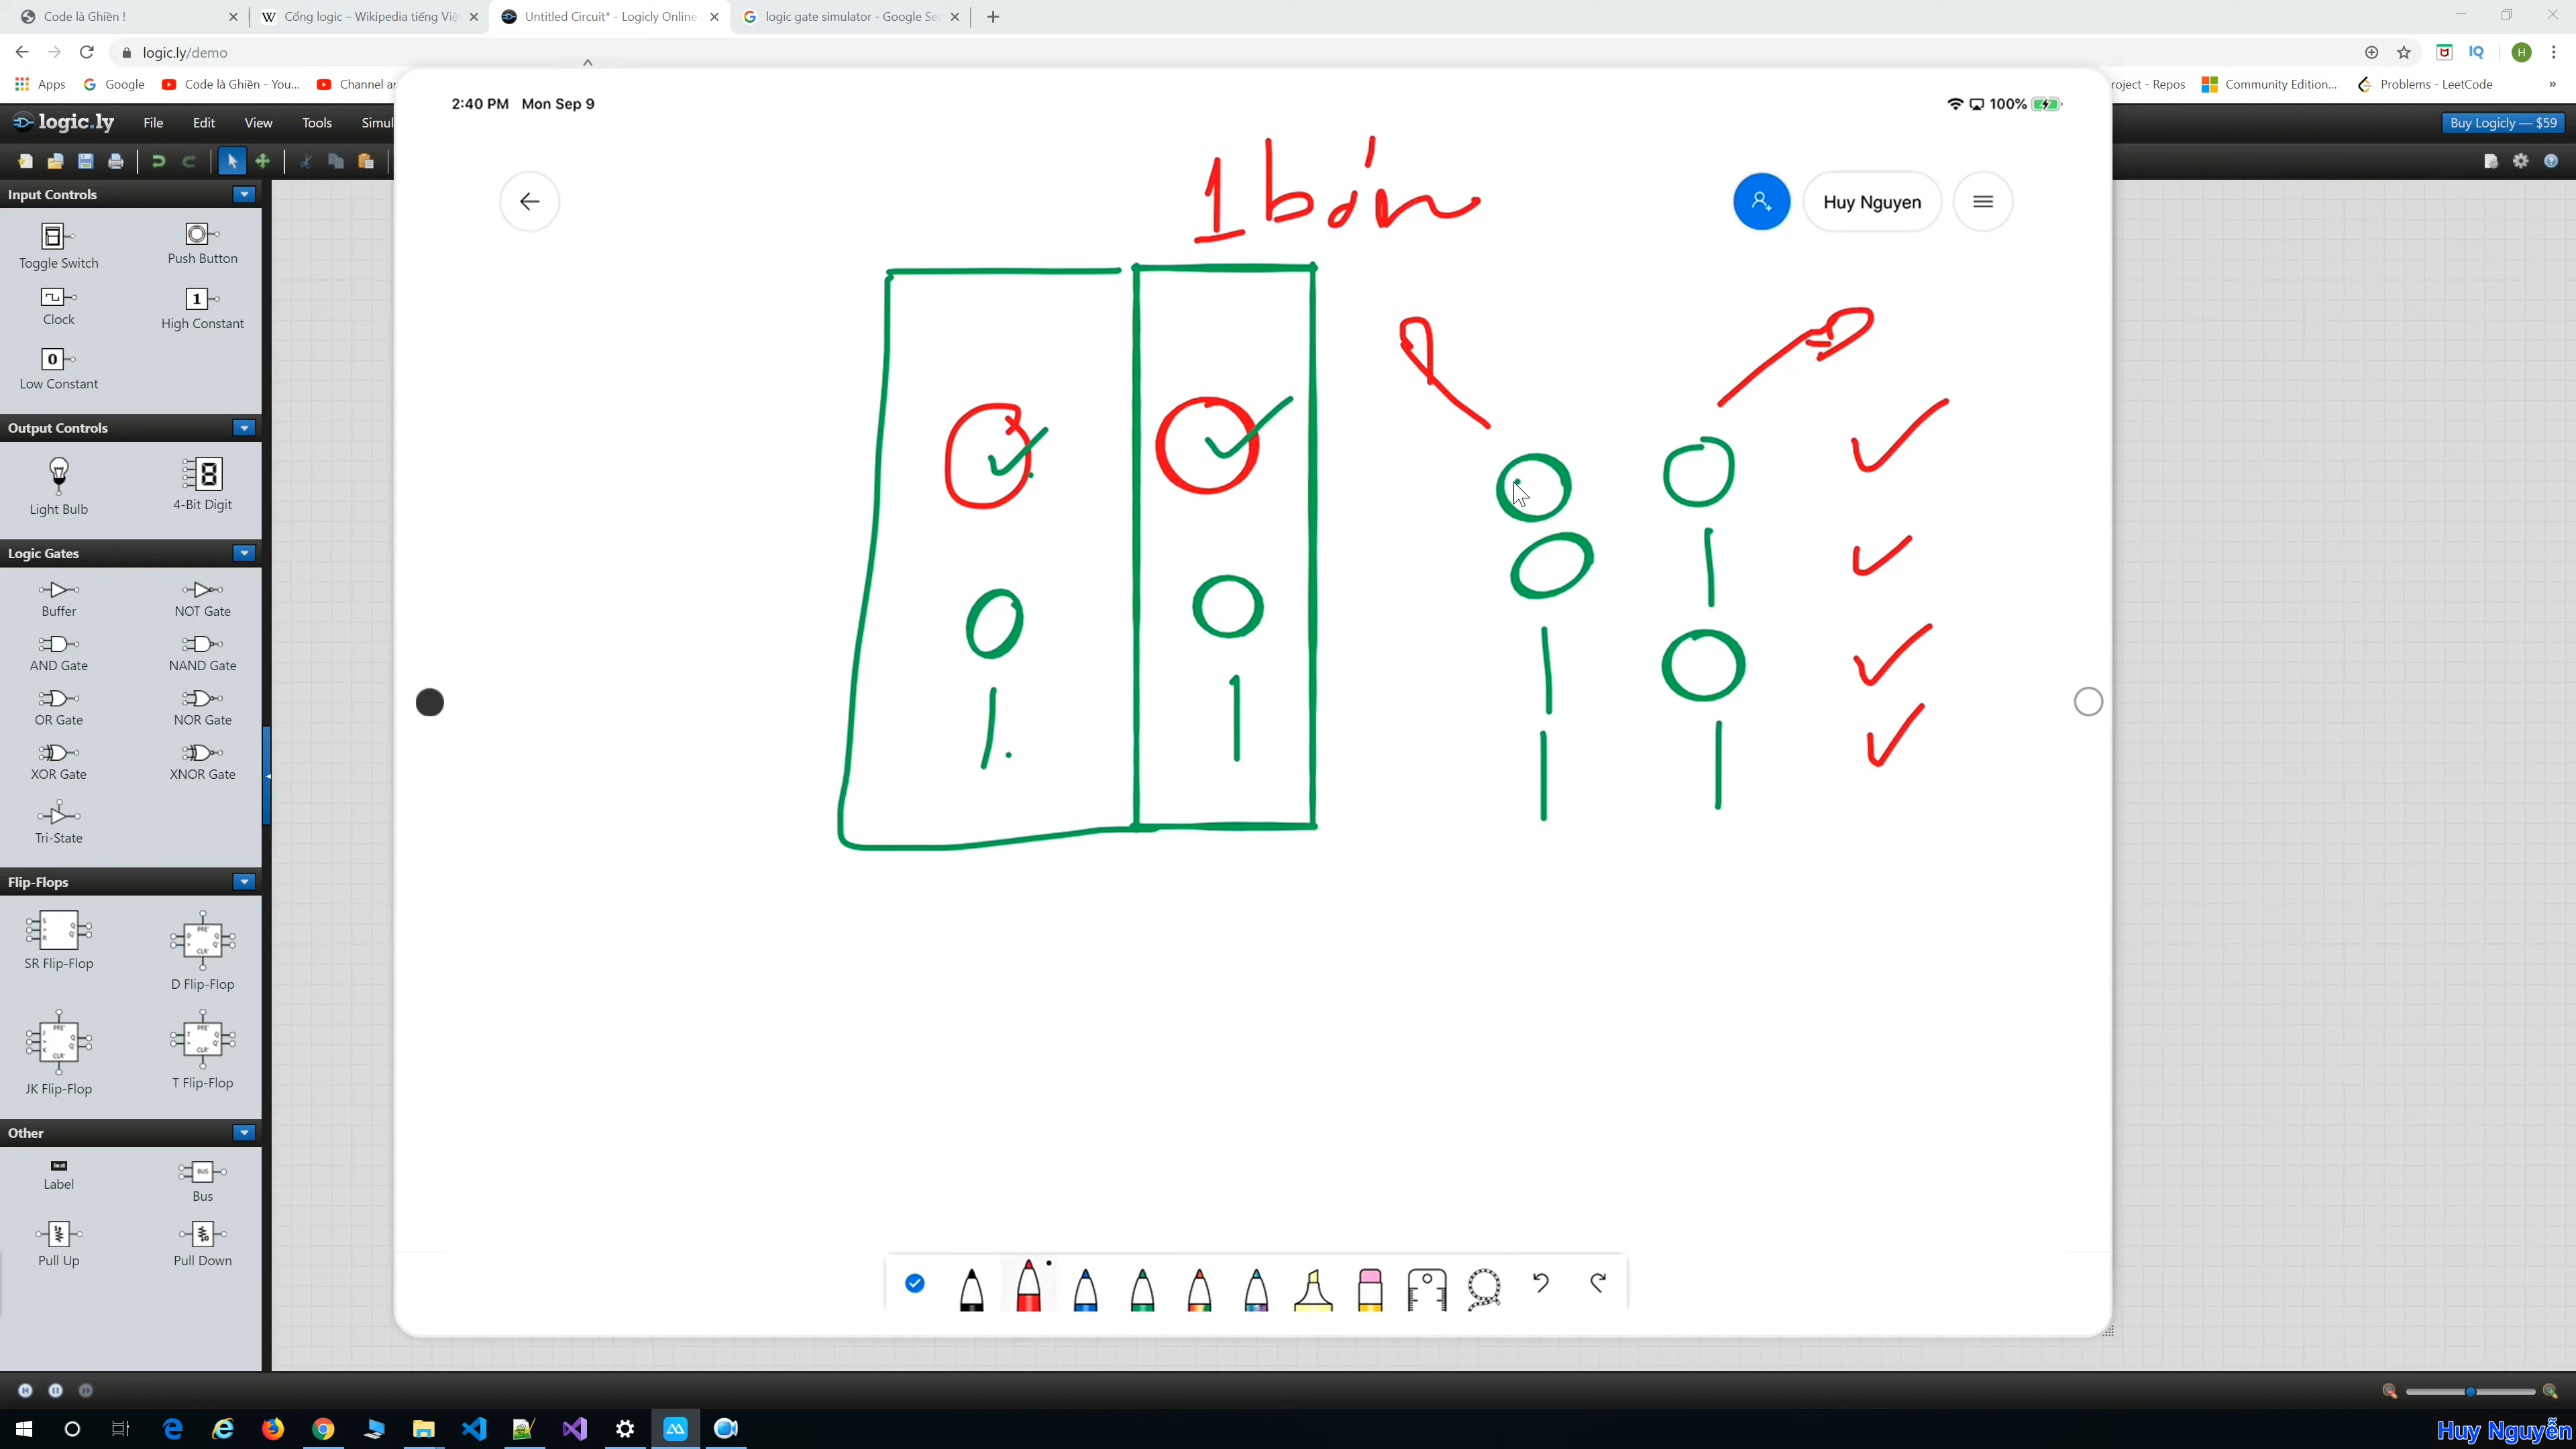 Code là Ghiền !
Cổng logic – Wikipedia tiếng Việ
Untitled Circuit* - Logicly Online
logic gate simulator - Google Sea
logic.ly/demo
Apps
Google
Code là Ghiền - You...
Channel an
roject - Repos
Community Edition...
Problems - LeetCode
2:40 PM Mon Sep 9
100%
logic.ly
File
Edit
View
Tools
Simul
Buy Logicly — $59
1 bón
Huy Nguyen
Input Controls
Toggle Switch
Push Button
Clock
High Constant
Low Constant
Output Controls
Light Bulb
4-Bit Digit
Logic Gates
Buffer
NOT Gate
AND Gate
NAND Gate
OR Gate
NOR Gate
XOR Gate
XNOR Gate
Tri-State
Flip-Flops
SR Flip-Flop
D Flip-Flop
JK Flip-Flop
T Flip-Flop
Other
Label
Bus
Pull Up
Pull Down
0 0 0 0
1 1 0 1
1 0
1 1
Huy Nguyễn